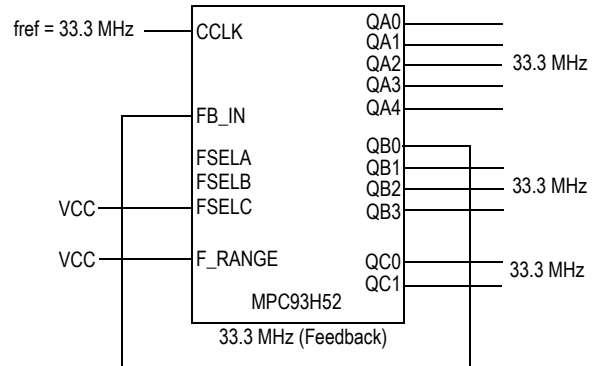 fref = 33.3 MHz
CCLK
QA0
QA1
QA2
33.3 MHz
QA3
QA4
FB_IN
QB0
FSELA
QB1
FSELB
QB2
33.3 MHz
VCC
FSELC
QB3
VCC
F_RANGE
QC0
33.3 MHz
QC1
MPC93H52
33.3 MHz (Feedback)